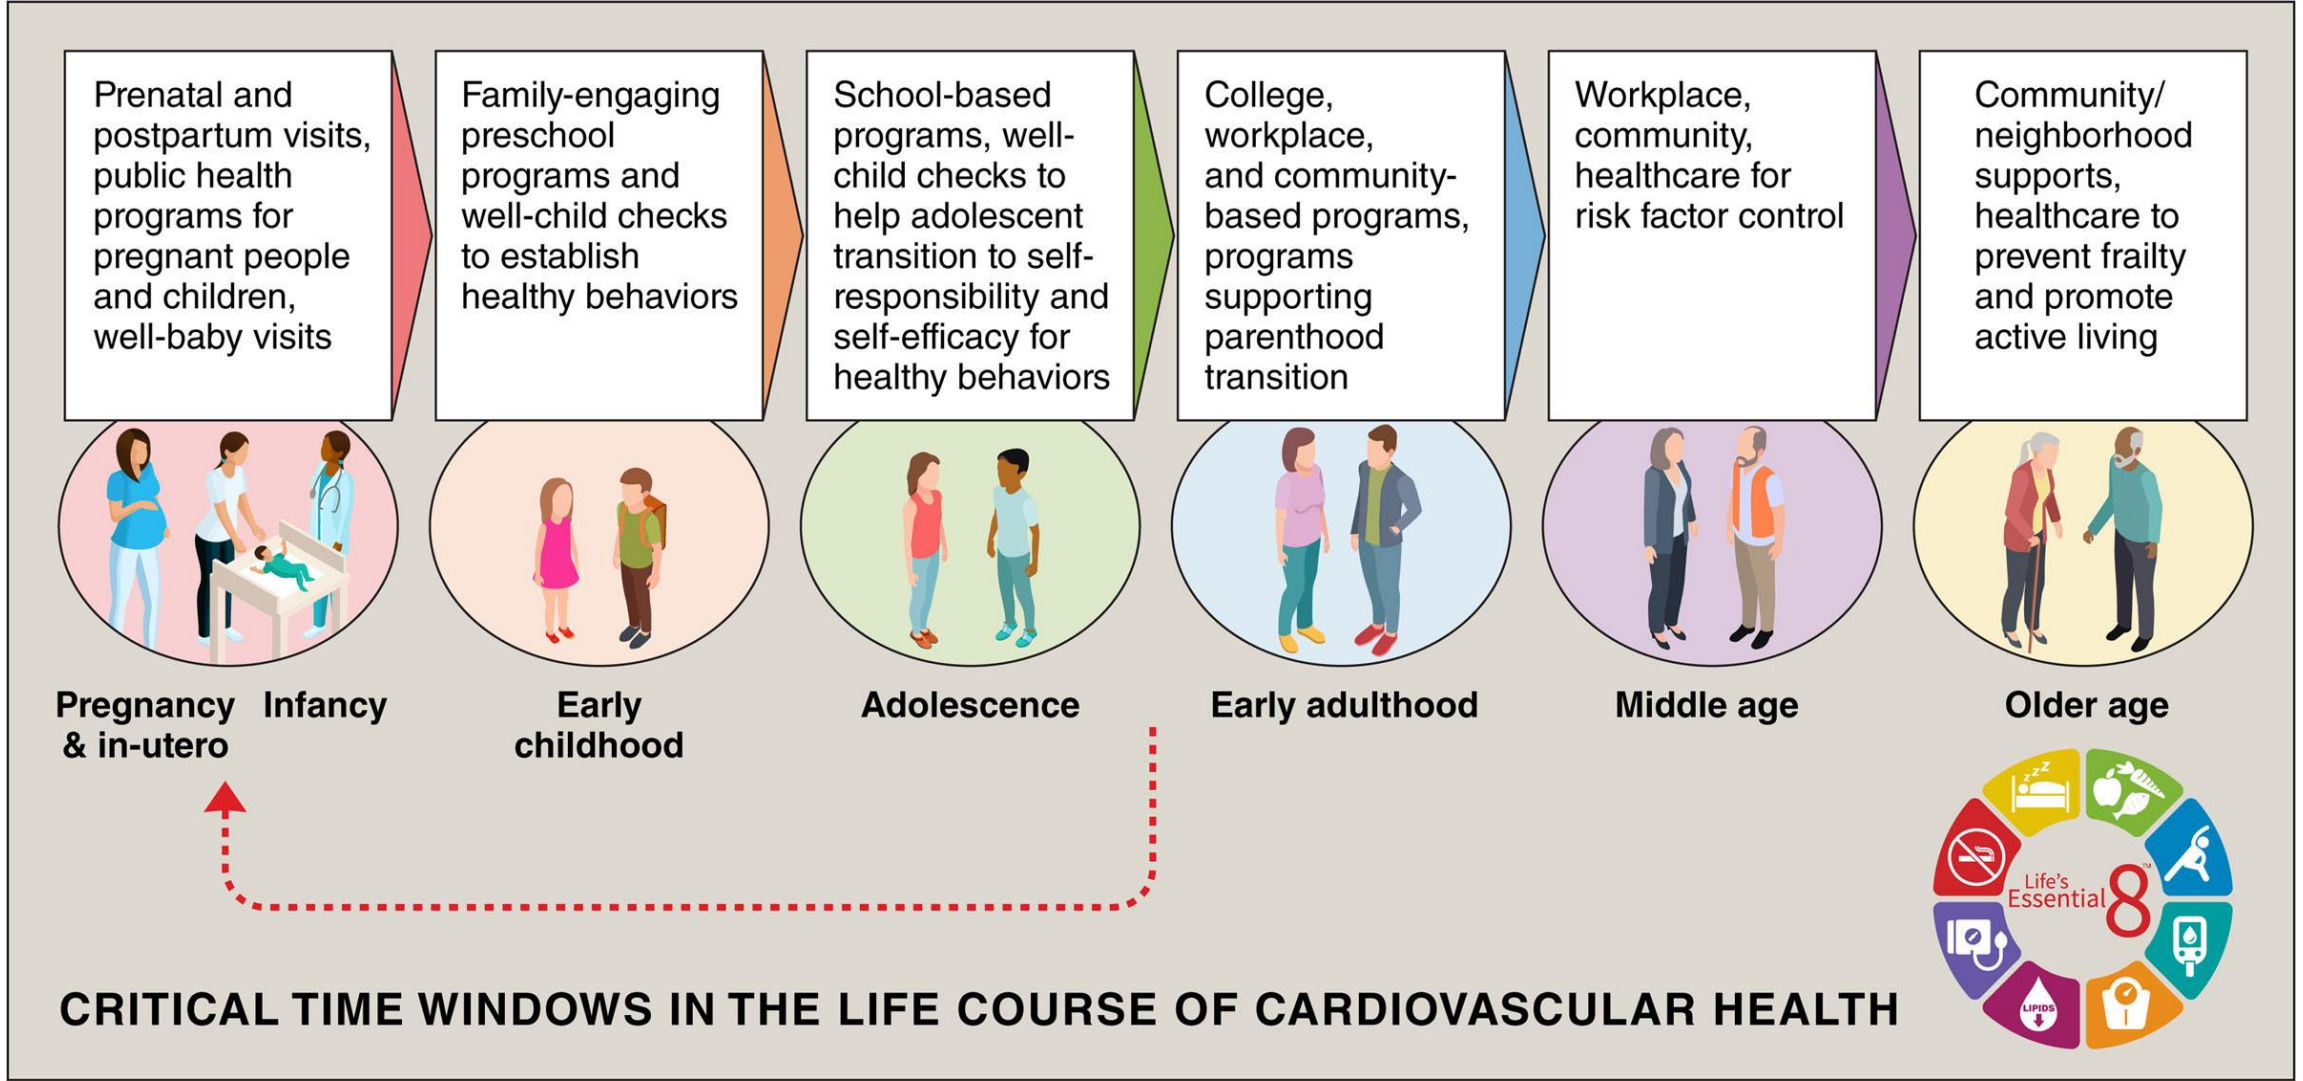 Prenatal and
postpartum visits,
public health
programs for
pregnant people
and children,
well-baby visits
Family-engaging
preschool
programs and
well-child checks
to establish
healthy behaviors
School-based
programs, well-
child checks to
help adolescent
transition to self-
responsibility and
self-efficacy for
healthy behaviors
College,
workplace,
and community-
based programs,
programs
supporting
parenthood
transition
Workplace,
community,
healthcare for
risk factor control
Community/
neighborhood
supports,
healthcare to
prevent frailty
and promote
active living
Pregnancy
& in-utero
Infancy
Early
childhood
Adolescence
Early adulthood
Middle age
Older age
zzz
Life's
Essential 8™
LIPIDS
CRITICAL TIME WINDOWS IN THE LIFE COURSE OF CARDIOVASCULAR HEALTH